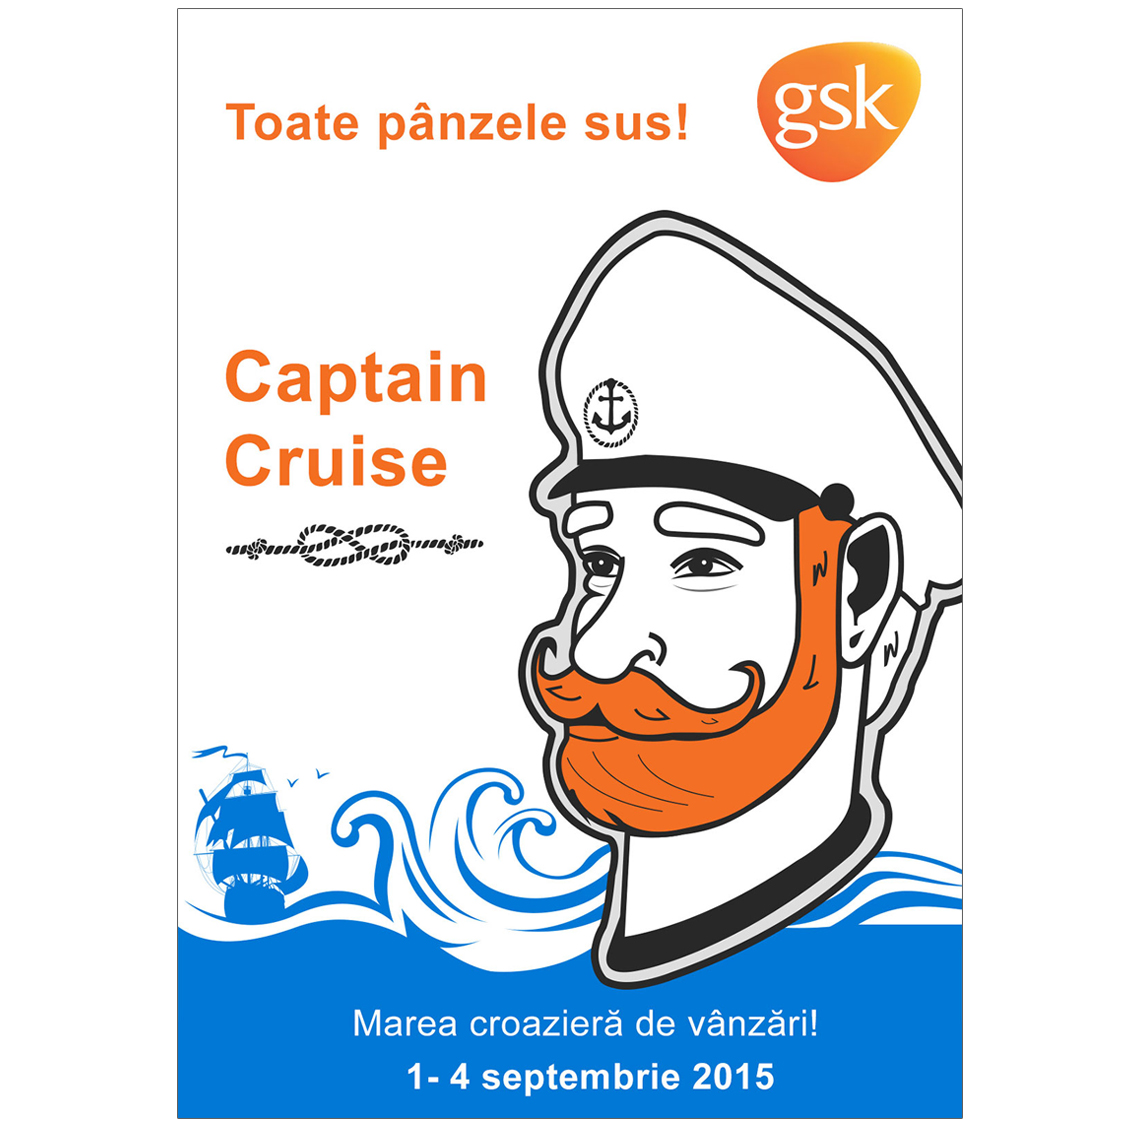 Toate pânzele sus!
gsk
Captain
Cruise
Marea croazieră de vânzări!
1- 4 septembrie 2015